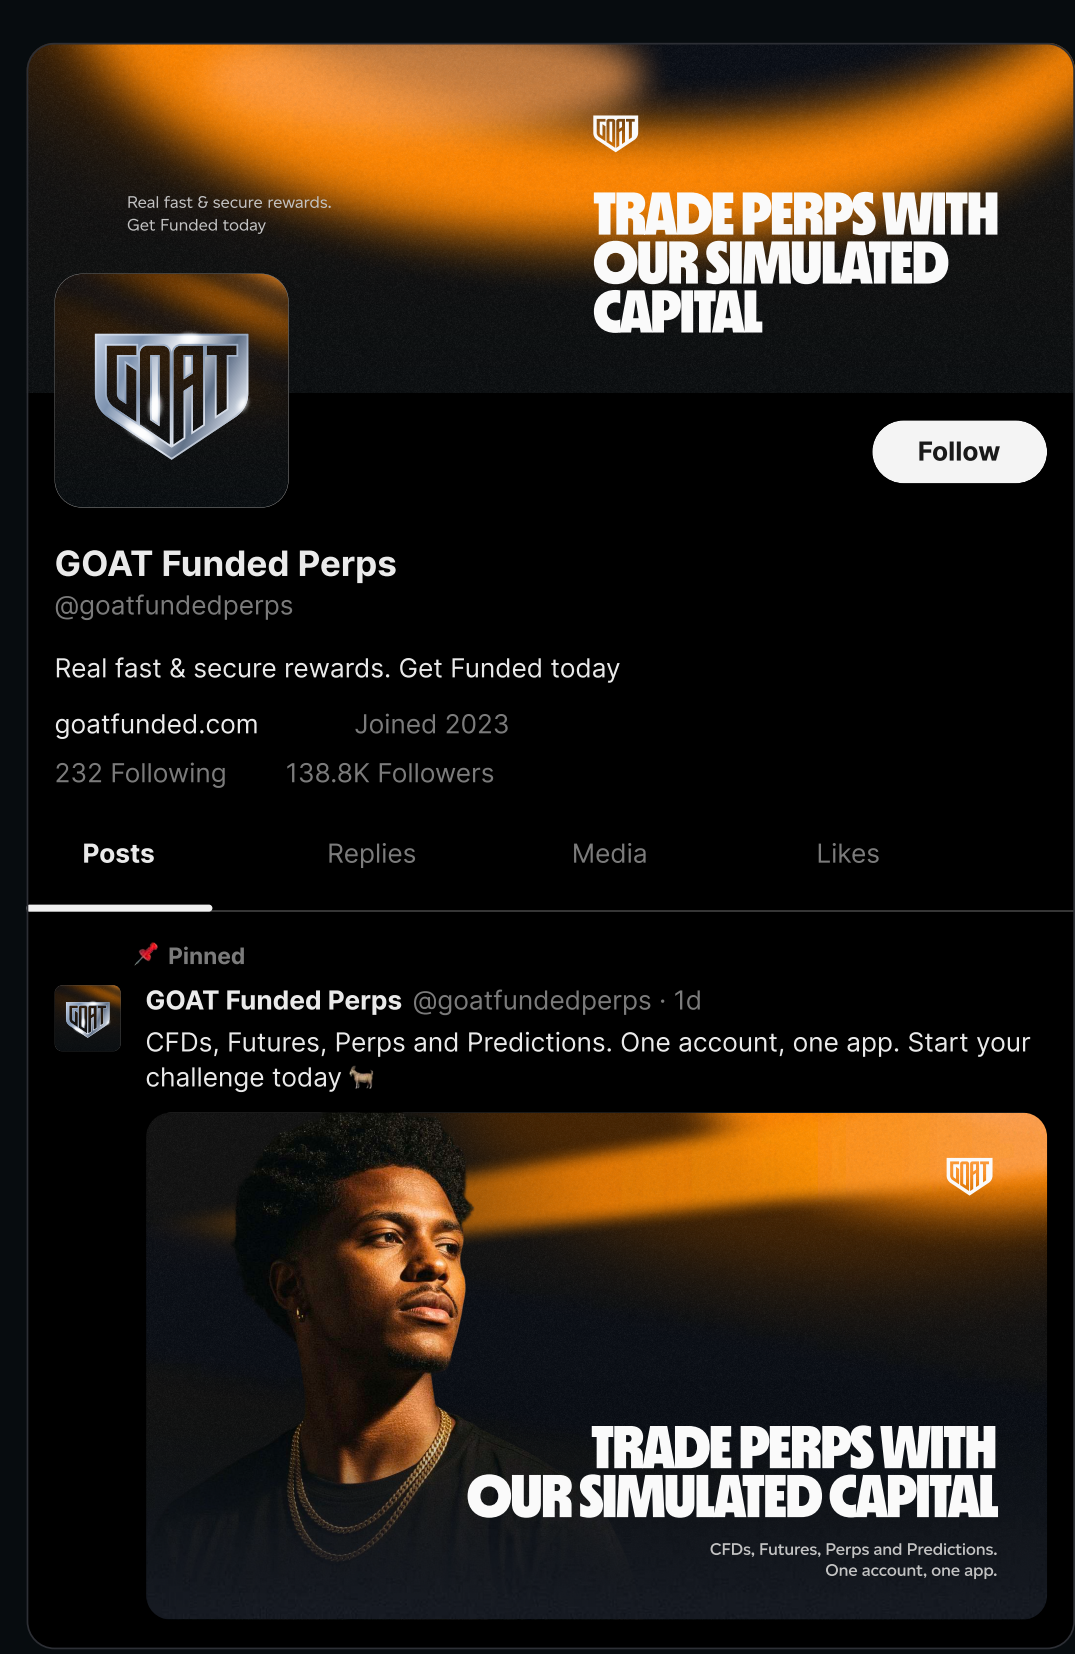 GOAT
Real fast & secure rewards.
Get Funded today
TRADE PERPS WITH
OUR SIMULATED
CAPITAL
GOAT
Follow
GOAT Funded Perps
@goatfundedperps
Real fast & secure rewards. Get Funded today
goatfunded.com Joined 2023
232 Following 138.8K Followers
Posts Replies Media Likes
📌 Pinned
GOAT
GOAT Funded Perps @goatfundedperps · 1d
CFDs, Futures, Perps and Predictions. One account, one app. Start your
challenge today 🐐
GOAT
TRADE PERPS WITH
OUR SIMULATED CAPITAL
CFDs, Futures, Perps and Predictions.
One account, one app.